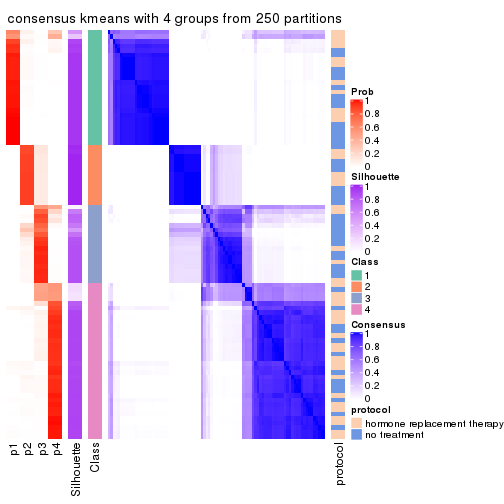 consensus kmeans with 4 groups from 250 partitions
Prob
1
0.8
0.6
0.4
0.2
0
Silhouette
1
0.8
0.6
0.4
0.2
0
Class
1
2
3
4
Consensus
1
0.8
0.6
0.4
0.2
0
protocol
hormone replacement therapy
no treatment
p1
p2
p3
p4
Silhouette
Class
protocol